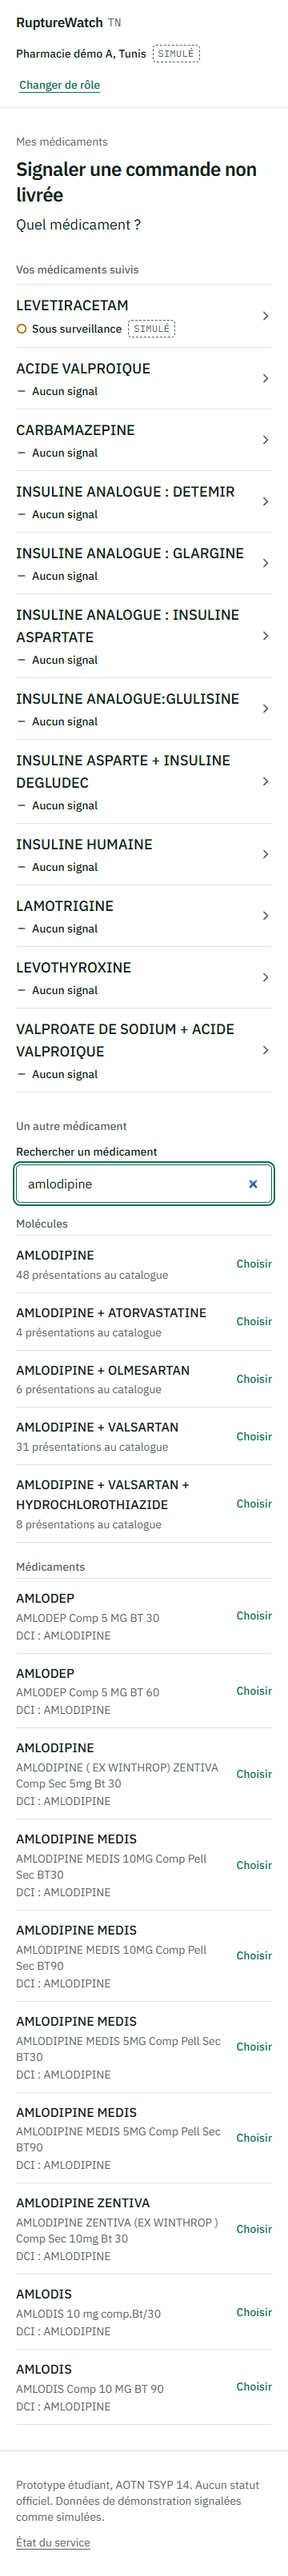 RuptureWatch TN
Pharmacie démo A, Tunis SIMULÉ
Changer de rôle
Mes médicaments
Signaler une commande non
livrée
Quel médicament ?
Vos médicaments suivis
LEVETIRACETAM
Sous surveillance SIMULÉ
ACIDE VALPROIQUE
Aucun signal
CARBAMAZEPINE
Aucun signal
INSULINE ANALOGUE : DETEMIR
Aucun signal
INSULINE ANALOGUE : GLARGINE
Aucun signal
INSULINE ANALOGUE : INSULINE
ASPARTATE
Aucun signal
INSULINE ANALOGUE:GLULISINE
Aucun signal
INSULINE ASPARTE + INSULINE
DEGLUDEC
Aucun signal
INSULINE HUMAINE
Aucun signal
LAMOTRIGINE
Aucun signal
LEVOTHYROXINE
Aucun signal
VALPROATE DE SODIUM + ACIDE
VALPROIQUE
Aucun signal
Un autre médicament
Rechercher un médicament
amlodipine
Molécules
AMLODIPINE
48 présentations au catalogue
Choisir
AMLODIPINE + ATORVASTATINE
4 présentations au catalogue
Choisir
AMLODIPINE + OLMESARTAN
6 présentations au catalogue
Choisir
AMLODIPINE + VALSARTAN
31 présentations au catalogue
Choisir
AMLODIPINE + VALSARTAN +
HYDROCHLOROTHIAZIDE
8 présentations au catalogue
Choisir
Médicaments
AMLODEP
AMLODEP Comp 5 MG BT 30
DCI : AMLODIPINE
Choisir
AMLODEP
AMLODEP Comp 5 MG BT 60
DCI : AMLODIPINE
Choisir
AMLODIPINE
AMLODIPINE ( EX WINTHROP) ZENTIVA
Comp Sec 5mg Bt 30
DCI : AMLODIPINE
Choisir
AMLODIPINE MEDIS
AMLODIPINE MEDIS 10MG Comp Pell
Sec BT30
DCI : AMLODIPINE
Choisir
AMLODIPINE MEDIS
AMLODIPINE MEDIS 10MG Comp Pell
Sec BT90
DCI : AMLODIPINE
Choisir
AMLODIPINE MEDIS
AMLODIPINE MEDIS 5MG Comp Pell Sec
BT30
DCI : AMLODIPINE
Choisir
AMLODIPINE MEDIS
AMLODIPINE MEDIS 5MG Comp Pell Sec
BT90
DCI : AMLODIPINE
Choisir
AMLODIPINE ZENTIVA
AMLODIPINE ZENTIVA (EX WINTHROP )
Comp Sec 10mg Bt 30
DCI : AMLODIPINE
Choisir
AMLODIS
AMLODIS 10 mg comp.Bt/30
DCI : AMLODIPINE
Choisir
AMLODIS
AMLODIS Comp 10 MG BT 90
DCI : AMLODIPINE
Choisir
Prototype étudiant, AOTN TSYP 14. Aucun statut
officiel. Données de démonstration signalées
comme simulées.
État du service